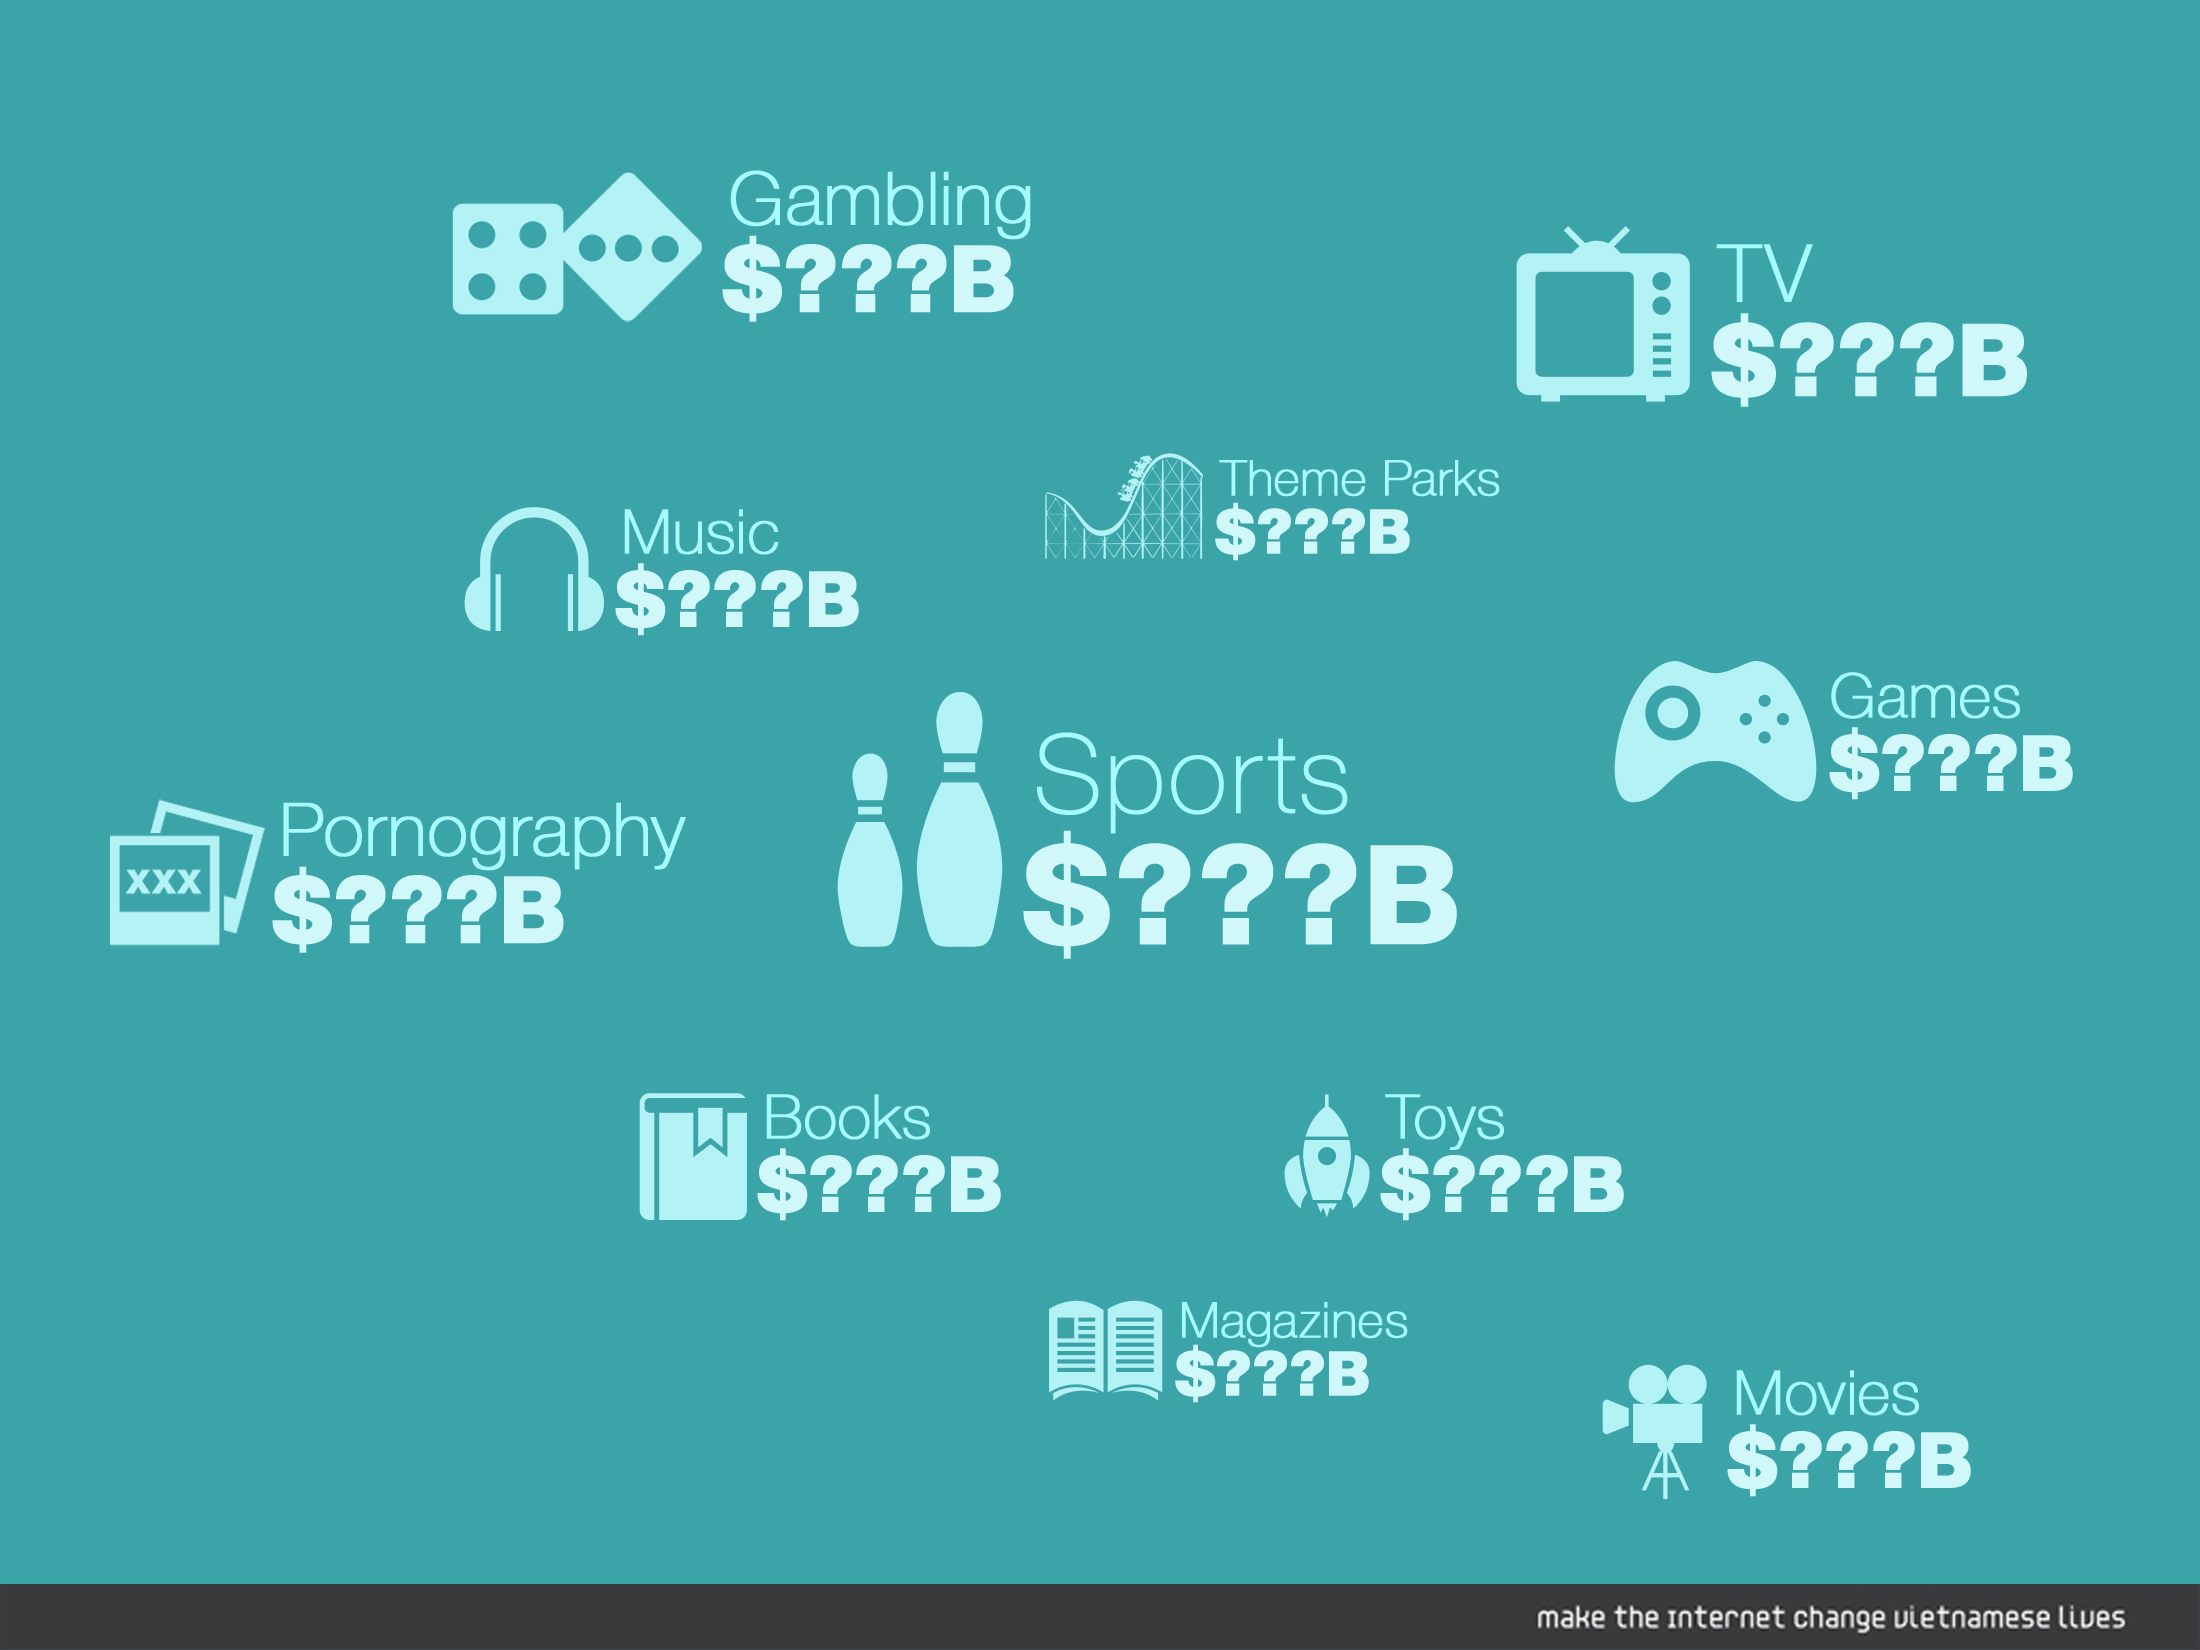 Gambling
$???B
TV
$???B
Theme Parks
$???B
Music
$???B
Games
$???B
Sports
$???B
Pornography
$???B
xxx
Books
$???B
Toys
$???B
Magazines
$???B
Movies
$???B
make the Internet change vietnamese lives